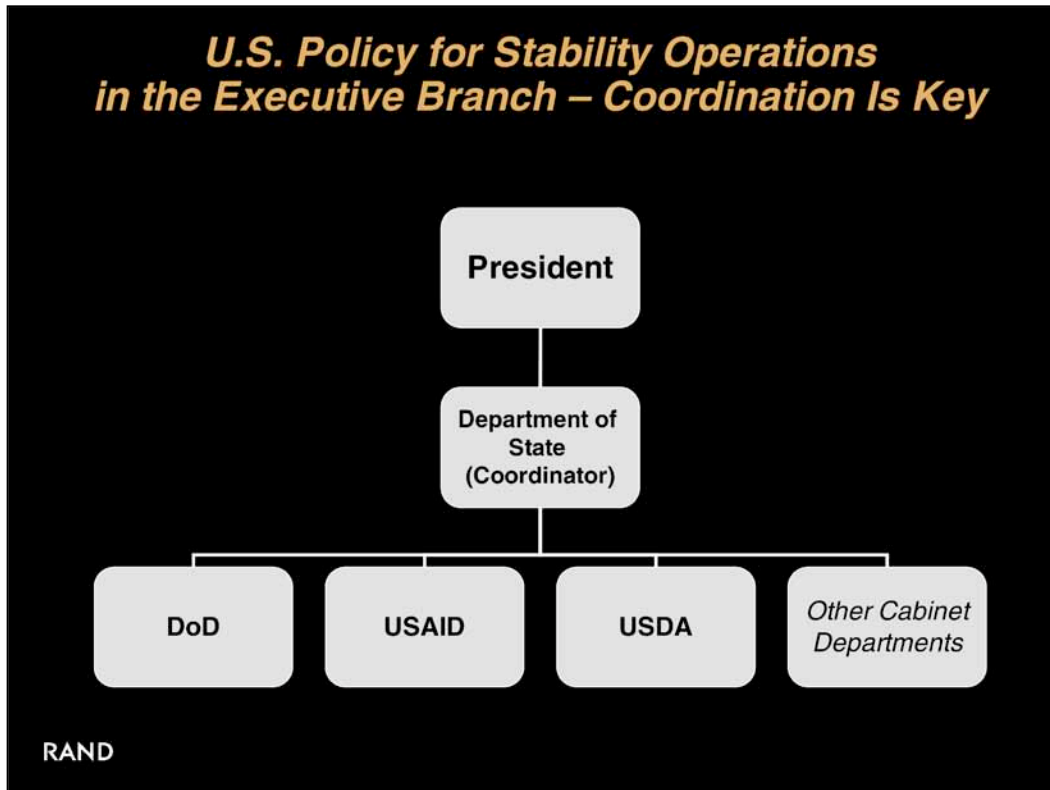 U.S. Policy for Stability Operations
in the Executive Branch – Coordination Is Key
President
Department of
State
(Coordinator)
DoD
USAID
USDA
Other Cabinet
Departments
RAND